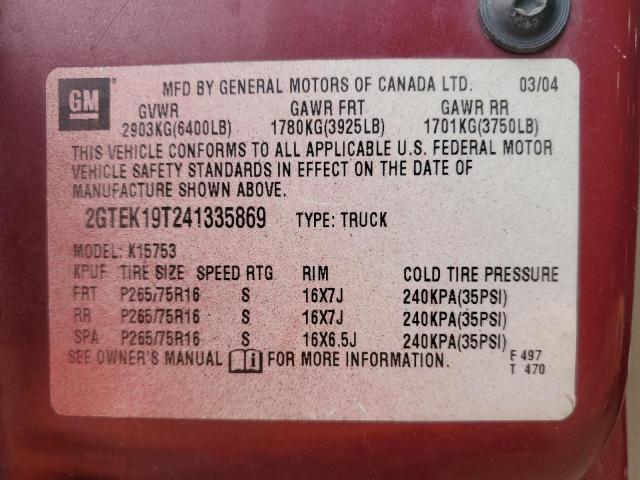 GM
MFD BY GENERAL MOTORS OF CANADA LTD. 03/04
GVWR GAWR FRT GAWR RR
2903KG(6400LB) 1780KG(3925LB) 1701KG(3750LB)
THIS VEHICLE CONFORMS TO ALL APPLICABLE U.S. FEDERAL MOTOR
VEHICLE SAFETY STANDARDS IN EFFECT ON THE DATE OF
MANUFACTURE SHOWN ABOVE.
2GTEK19T241335869 TYPE: TRUCK
MODEL: K15753
KPUF TIRE SIZE SPEED RTG RIM COLD TIRE PRESSURE
FRT P265/75R16 S 16X7J 240KPA(35PSI)
RR P265/75R16 S 16X7J 240KPA(35PSI)
SPA P265/75R16 S 16X6.5J 240KPA(35PSI)
SEE OWNER'S MANUAL FOR MORE INFORMATION.
F 497
T 470